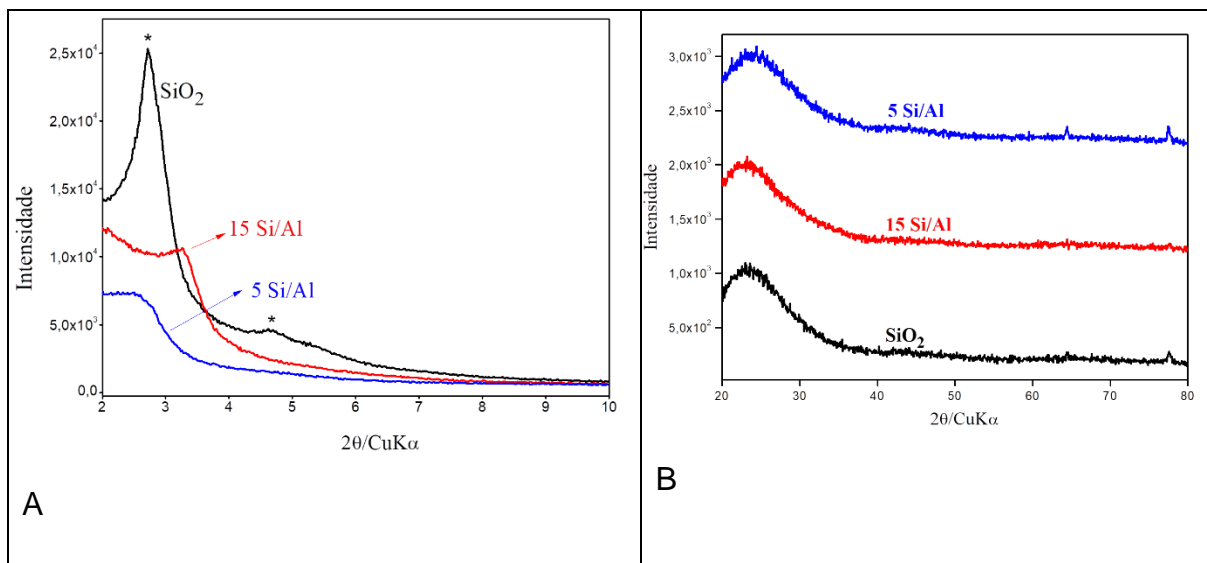 2,5x10⁴
2,0x10⁴
1,5x10⁴
1,0x10⁴
5,0x10³
0,0
Intensidade
*
SiO₂
15 Si/Al
5 Si/Al
*
2 3 4 5 6 7 8 9 10
2θ/CuKα
A
3,0x10³
2,5x10³
2,0x10³
1,5x10³
1,0x10³
5,0x10²
Intensidade
5 Si/Al
15 Si/Al
SiO₂
20 30 40 50 60 70 80
2θ/CuKα
B